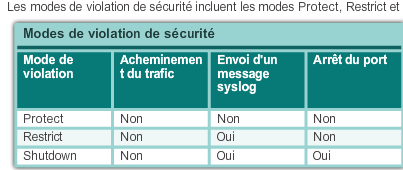 Les modes de violation de sécurité incluent les modes Protect, Restrict et
Modes de violation de sécurité
Mode de violation	Acheminemen t du trafic	Envoi d'un message syslog	Arrêt du port
Protect	Non	Non	Non
Restrict	Non	Oui	Non
Shutdown	Non	Oui	Oui